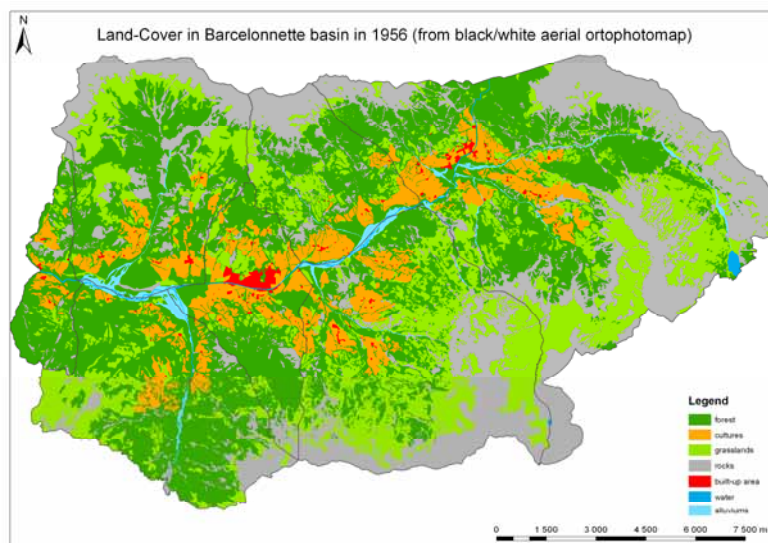 N
Land-Cover in Barcelonnette basin in 1956 (from black/white aerial ortophotomap)
Legend
forest
cultures
grasslands
rocks
built-up area
water
alluviums
0 1 500 3 000 4 500 6 000 7 500 m